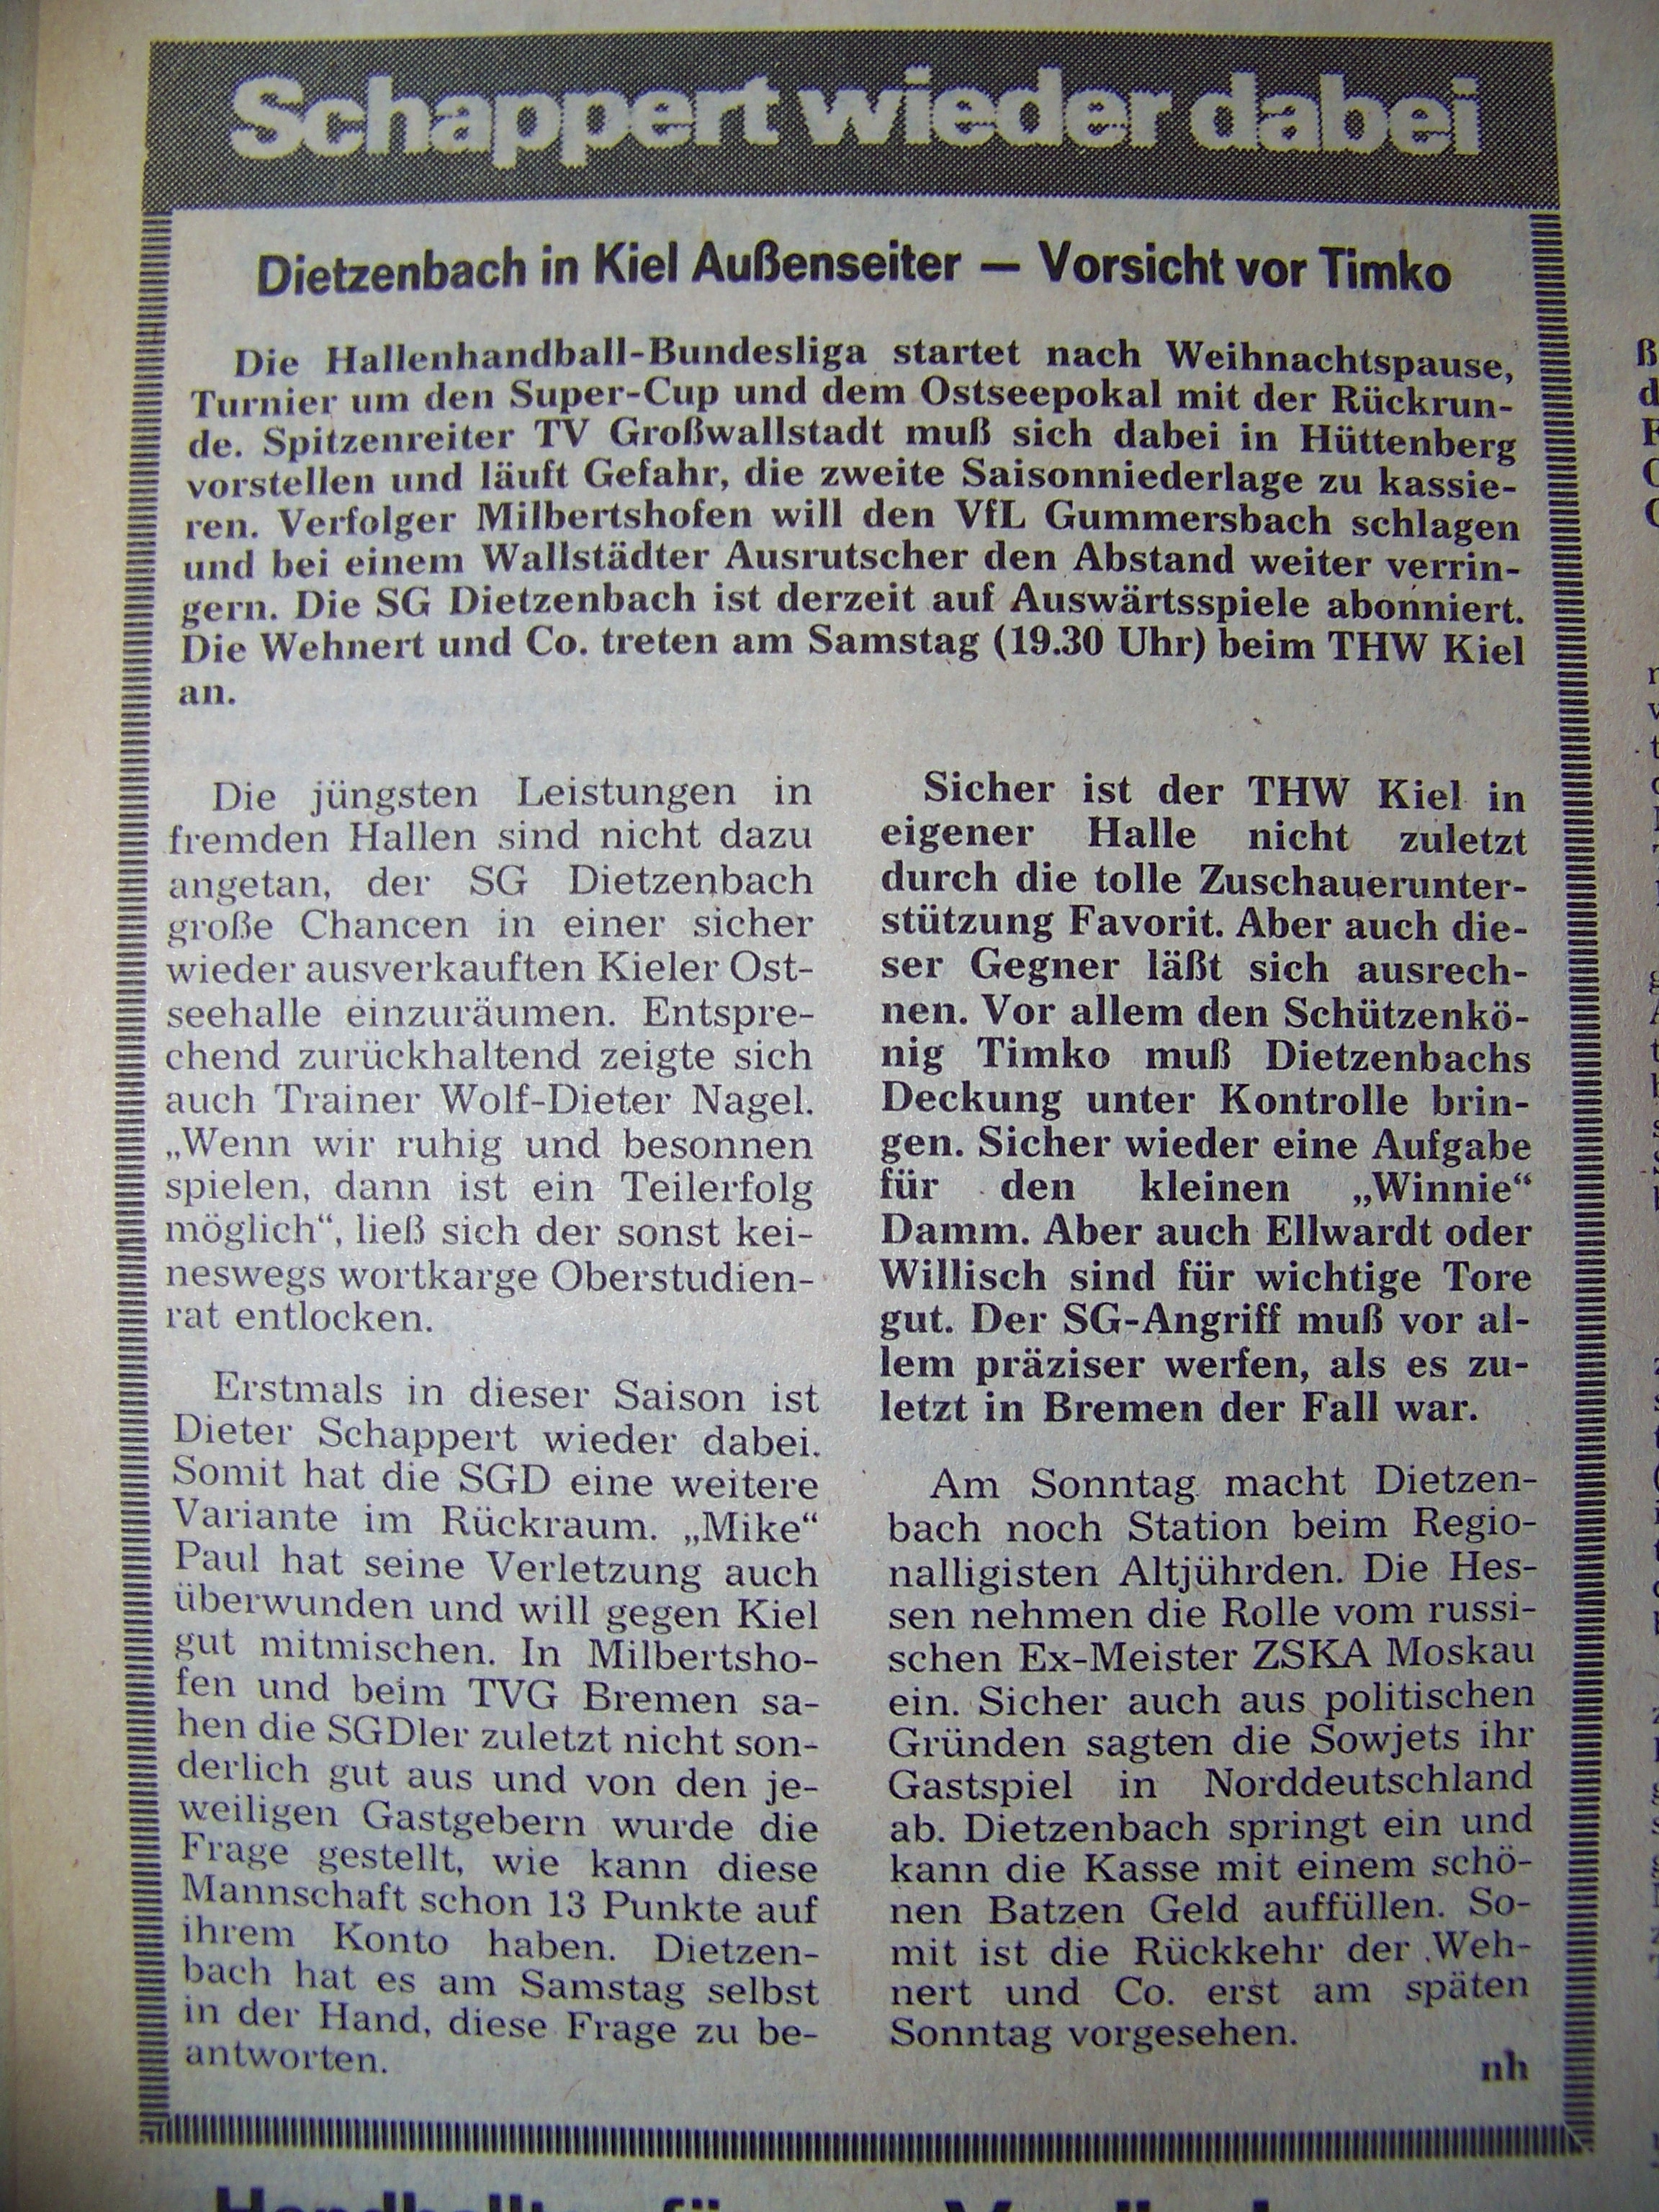 Schappert wieder dabei
Dietzenbach in Kiel Außenseiter — Vorsicht vor Timko
Die Hallenhandball-Bundesliga startet nach Weihnachtspause,
Turnier um den Super-Cup und dem Ostseepokal mit der Rückrun-
de. Spitzenreiter TV Großwallstadt muß sich dabei in Hüttenberg
vorstellen und läuft Gefahr, die zweite Saisonniederlage zu kassie-
ren. Verfolger Milbertshofen will den VfL Gummersbach schlagen
und bei einem Wallstädter Ausrutscher den Abstand weiter verrin-
gern. Die SG Dietzenbach ist derzeit auf Auswärtsspiele abonniert.
Die Wehnert und Co. treten am Samstag (19.30 Uhr) beim THW Kiel
an.
Die jüngsten Leistungen in
fremden Hallen sind nicht dazu
angetan, der SG Dietzenbach
große Chancen in einer sicher
wieder ausverkauften Kieler Ost-
seehalle einzuräumen. Entspre-
chend zurückhaltend zeigte sich
auch Trainer Wolf-Dieter Nagel.
„Wenn wir ruhig und besonnen
spielen, dann ist ein Teilerfolg
möglich“, ließ sich der sonst kei-
neswegs wortkarge Oberstudien-
rat entlocken.
Erstmals in dieser Saison ist
Dieter Schappert wieder dabei.
Somit hat die SGD eine weitere
Variante im Rückraum. „Mike“
Paul hat seine Verletzung auch
überwunden und will gegen Kiel
gut mitmischen. In Milbertsho-
fen und beim TVG Bremen sa-
hen die SGDler zuletzt nicht son-
derlich gut aus und von den je-
weiligen Gastgebern wurde die
Frage gestellt, wie kann diese
Mannschaft schon 13 Punkte auf
ihrem Konto haben. Dietzen-
bach hat es am Samstag selbst
in der Hand, diese Frage zu be-
antworten.
Sicher ist der THW Kiel in
eigener Halle nicht zuletzt
durch die tolle Zuschauerunter-
stützung Favorit. Aber auch die-
ser Gegner läßt sich ausrech-
nen. Vor allem den Schützenkö-
nig Timko muß Dietzenbachs
Deckung unter Kontrolle brin-
gen. Sicher wieder eine Aufgabe
für den kleinen „Winnie“
Damm. Aber auch Ellwardt oder
Willisch sind für wichtige Tore
gut. Der SG-Angriff muß vor al-
lem präziser werfen, als es zu-
letzt in Bremen der Fall war.
Am Sonntag macht Dietzen-
bach noch Station beim Regio-
nalligisten Altjührden. Die Hes-
sen nehmen die Rolle vom russi-
schen Ex-Meister ZSKA Moskau
ein. Sicher auch aus politischen
Gründen sagten die Sowjets ihr
Gastspiel in Norddeutschland
ab. Dietzenbach springt ein und
kann die Kasse mit einem schö-
nen Batzen Geld auffüllen. So-
mit ist die Rückkehr der Weh-
nert und Co. erst am späten
Sonntag vorgesehen.
nh